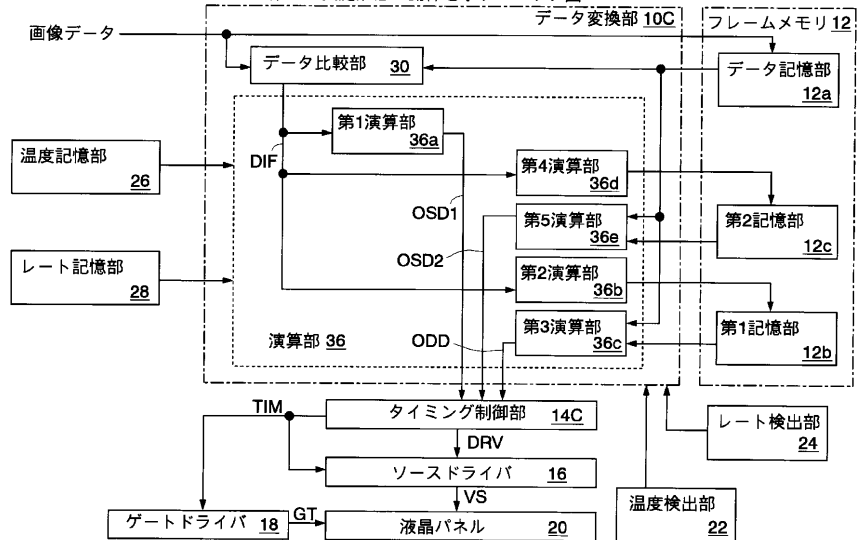 データ変換部 10C
フレームメモリ 12
画像データ
データ比較部 30
データ記憶部 12a
第1演算部 36a
DIF
温度記憶部 26
第4演算部 36d
OSD1
第5演算部 36e
第2記憶部 12c
OSD2
レート記憶部 28
第2演算部 36b
演算部 36
ODD
第3演算部 36c
第1記憶部 12b
TIM
タイミング制御部 14C
レート検出部 24
DRV
ソースドライバ 16
VS
温度検出部 22
ゲートドライバ 18
GT
液晶パネル 20